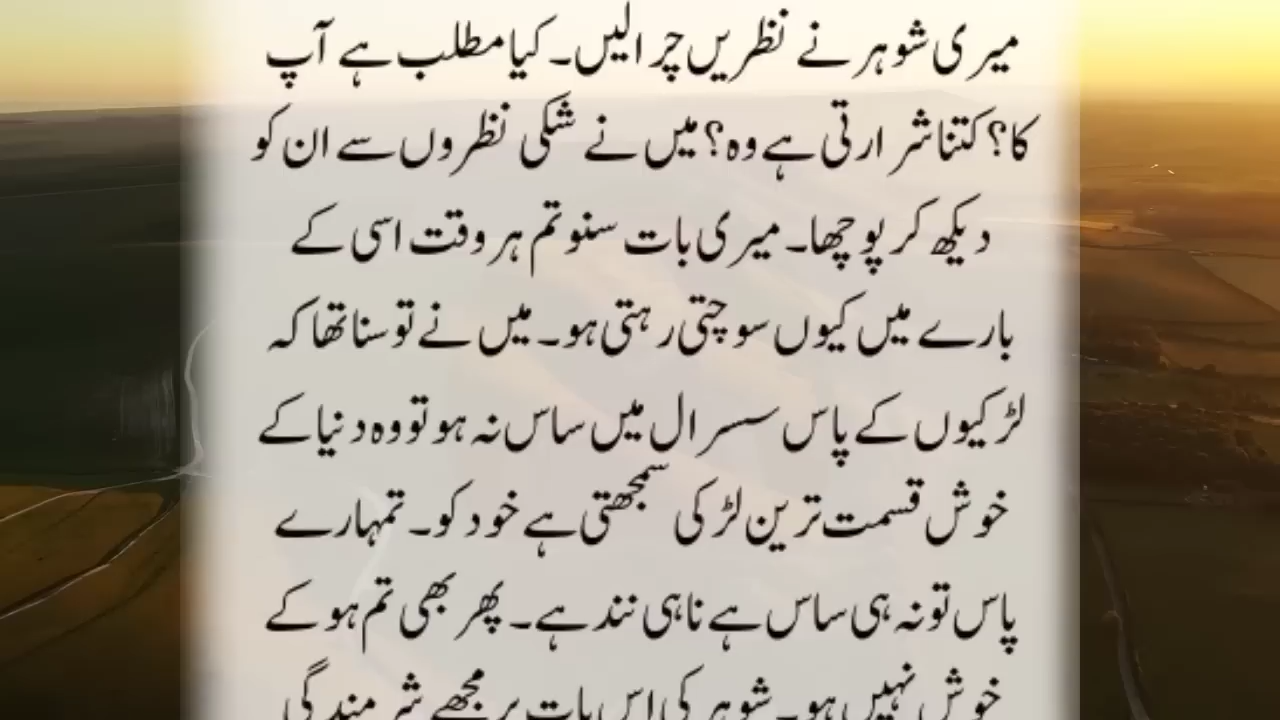 میری شوہر نے نظریں چرالیں۔ کیا مطلب ہے آپ
کا؟ کتنا شرارتی ہے وہ؟ میں نے شکی نظروں سے ان کو
دیکھ کر پوچھا۔ میری بات سنو تم ہر وقت اسی کے
بارے میں کیوں سوچتی رہتی ہو۔ میں نے تو سنا تھا کہ
لڑکیوں کے پاس سسرال میں ساس نہ ہو تو وہ دنیا کے
خوش قسمت ترین لڑکی سمجھتی ہے خود کو۔ تمہارے
پاس تو نہ ہی ساس ہے نا ہی نند ہے۔ پھر بھی تم ہو کے
خوش نہیں ہو۔ شوہر کی اس بات پر مجھے شرمندگی